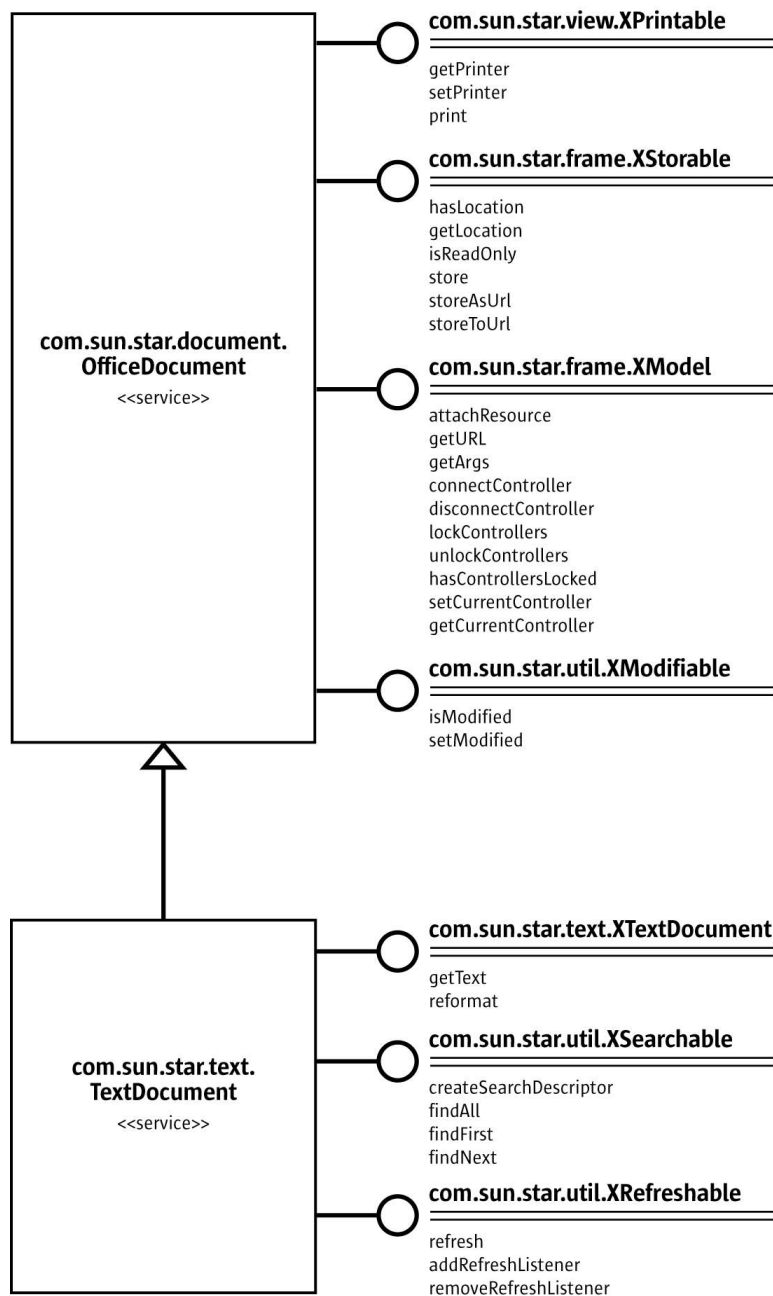 com.sun.star.view.XPrintable
getPrinter
setPrinter
print
com.sun.star.frame.XStorable
hasLocation
getLocation
isReadOnly
store
storeAsUrl
storeToUrl
com.sun.star.document.
OfficeDocument
<<service>>
com.sun.star.frame.XModel
attachResource
getURL
getArgs
connectController
disconnectController
lockControllers
unlockControllers
hasControllersLocked
setCurrentController
getCurrentController
com.sun.star.util.XModifiable
isModified
setModified
com.sun.star.text.XTextDocument
getText
reformat
com.sun.star.text.
TextDocument
<<service>>
com.sun.star.util.XSearchable
createSearchDescriptor
findAll
findFirst
findNext
com.sun.star.util.XRefreshable
refresh
addRefreshListener
removeRefreshListener